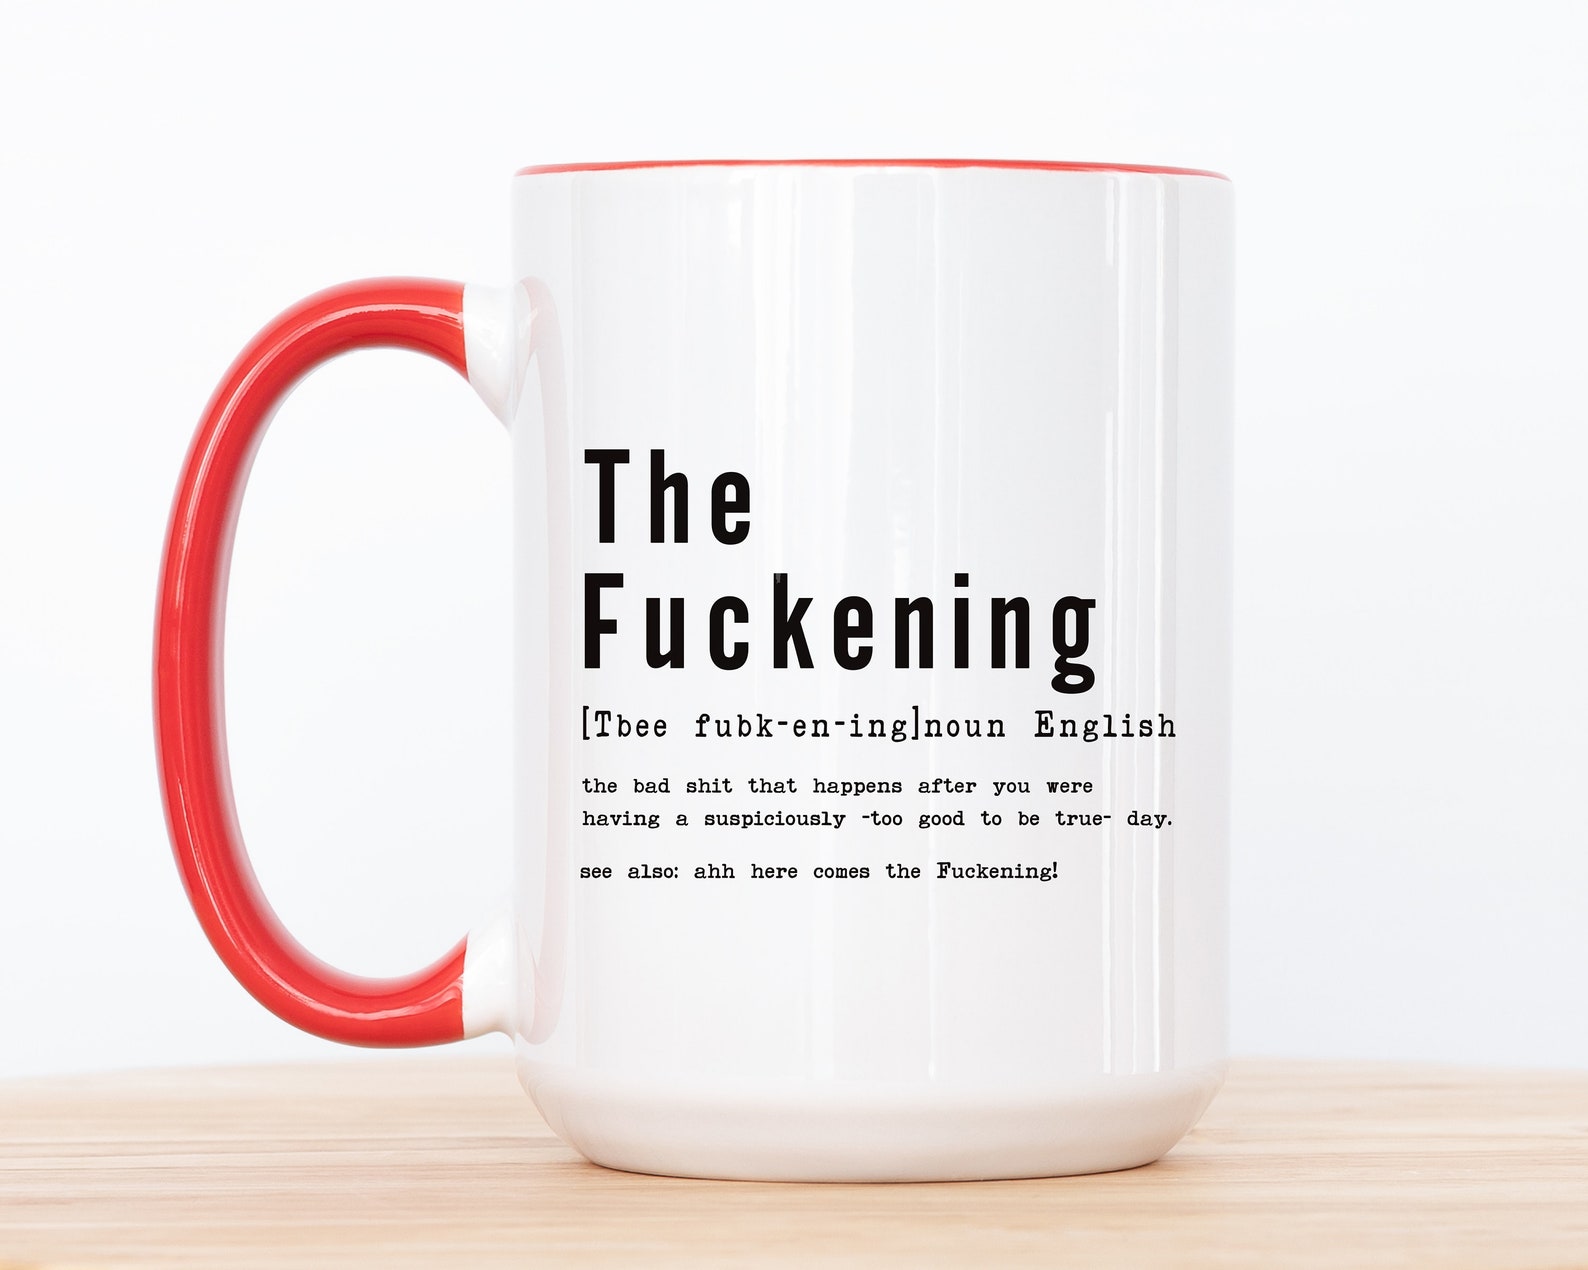 The
Fuckening
[Tbee fubk-en-ing]noun English
the bad shit that happens after you were
having a suspiciously -too good to be true- day.
see also: ahh here comes the Fuckening!